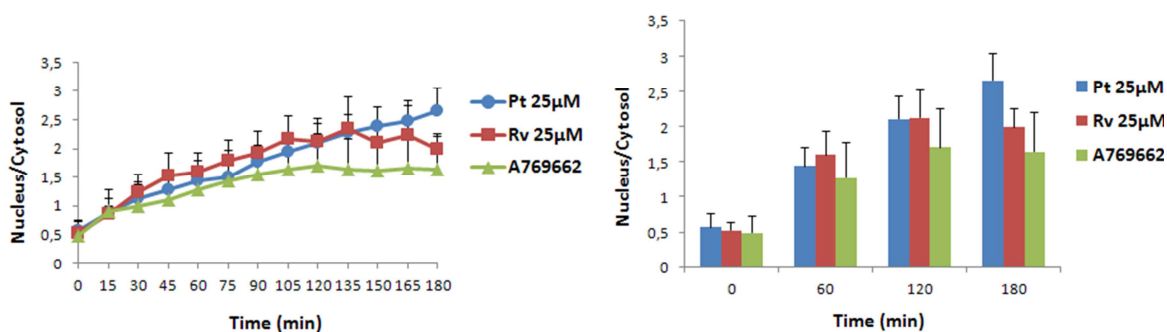 Nucleus/Cytosol
3,5
3
2,5
2
1,5
1
0,5
0
0 15 30 45 60 75 90 105 120 135 150 165 180
Time (min)
Pt 25µM
Rv 25µM
A769662
Nucleus/Cytosol
3,5
3
2,5
2
1,5
1
0,5
0
0 60 120 180
Time (min)
Pt 25µM
Rv 25µM
A769662